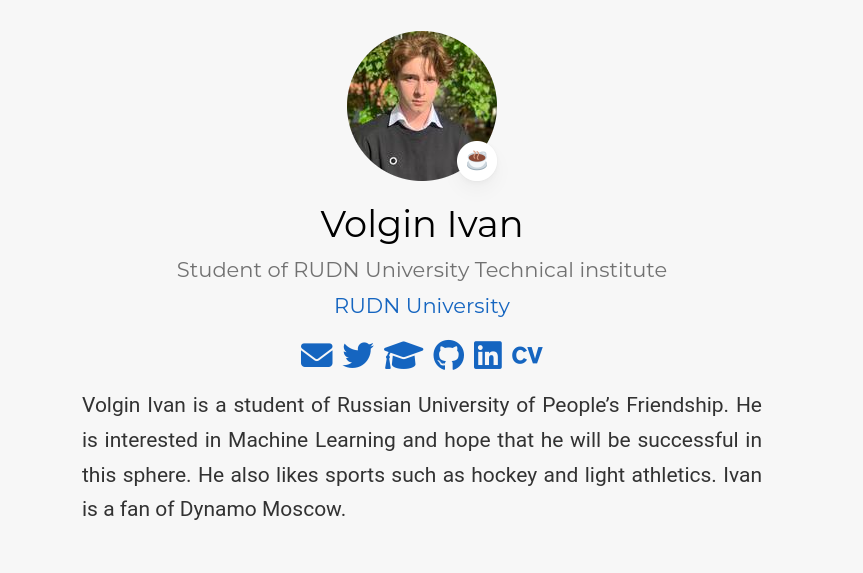 Volgin Ivan
Student of RUDN University Technical institute
RUDN University
CV
Volgin Ivan is a student of Russian University of People’s Friendship. He
is interested in Machine Learning and hope that he will be successful in
this sphere. He also likes sports such as hockey and light athletics. Ivan
is a fan of Dynamo Moscow.